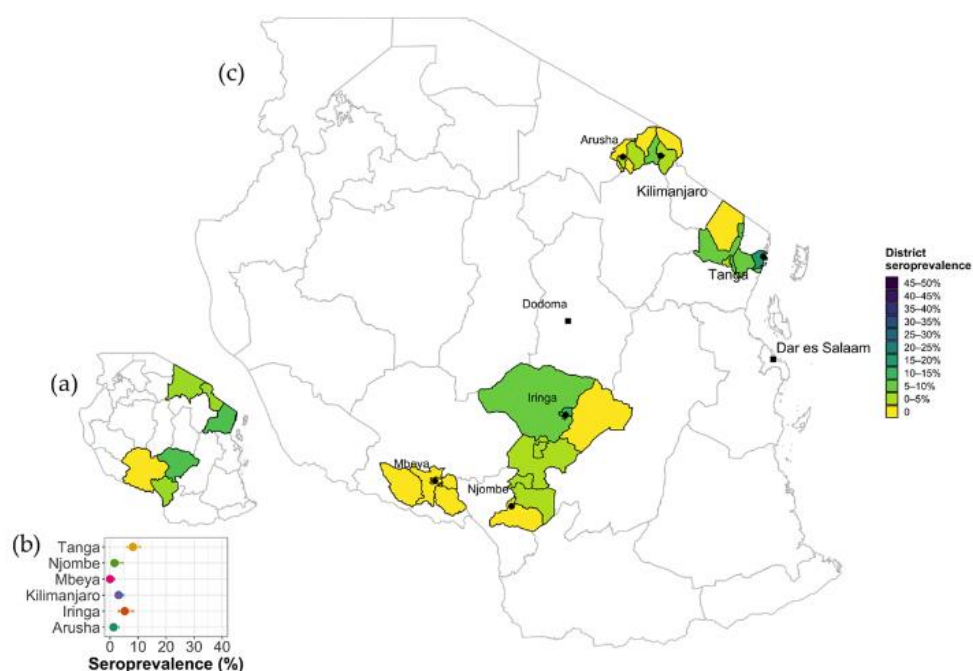 (c)
Arusha
Kilimanjaro
Tanga
Dodoma
Dar es Salaam
Iringa
Mbeya
Njombe
District
seroprevalence
45–50%
40–45%
35–40%
30–35%
25–30%
20–25%
15–20%
10–15%
5–10%
0–5%
0
(a)
(b)
Tanga
Njombe
Mbeya
Kilimanjaro
Iringa
Arusha
0 10 20 30 40
Seroprevalence (%)